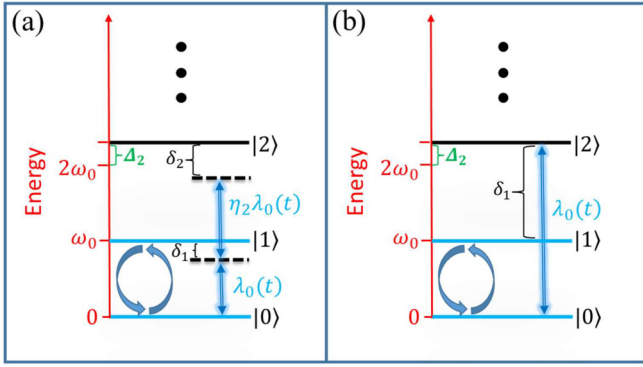 (a)
Energy
|2⟩
Δ₂
2ω₀
δ₂
η₂λ₀(t)
ω₀
|1⟩
δ₁
λ₀(t)
0
|0⟩
(b)
Energy
|2⟩
Δ₂
2ω₀
δ₁
λ₀(t)
ω₀
|1⟩
0
|0⟩